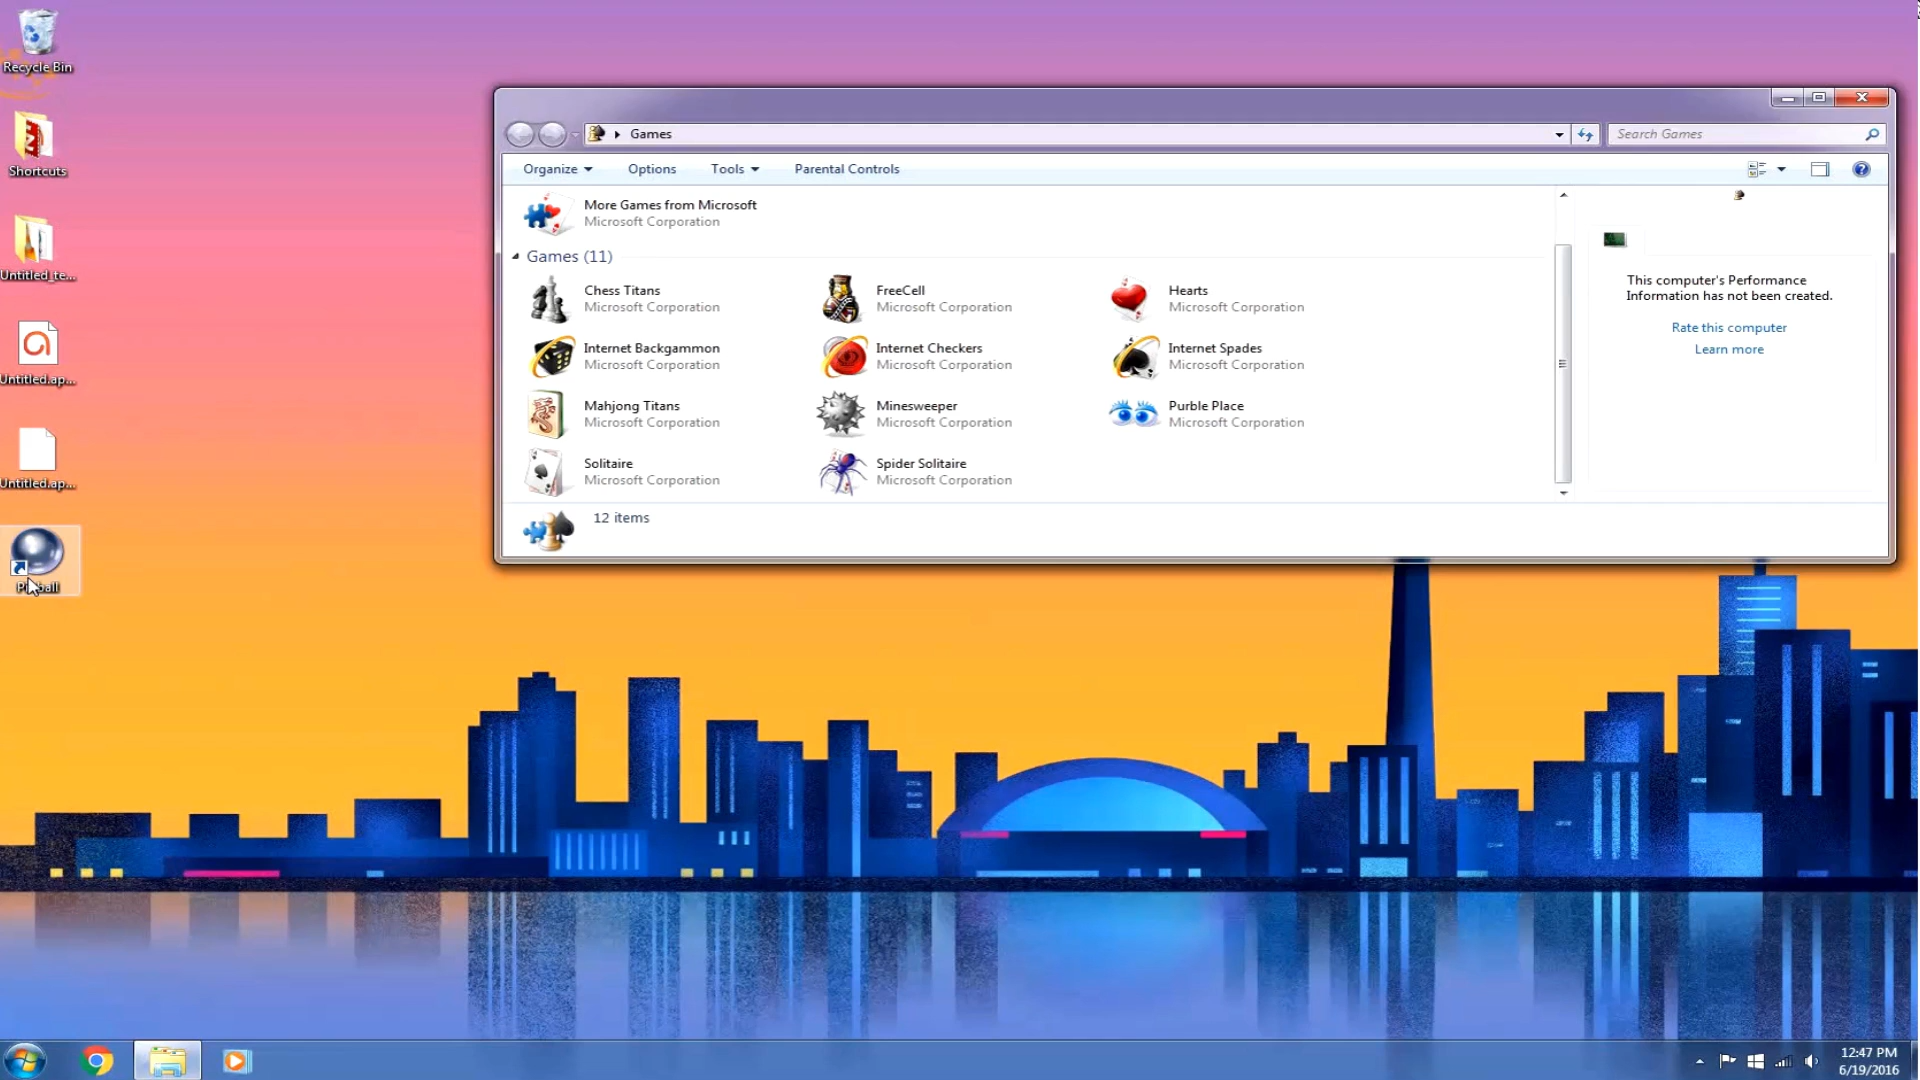 Recycle Bin
Shortcuts
Untitled_te...
Untitled.ap...
Untitled.ap...
Games
Search Games
Organize
Options
Tools
Parental Controls
More Games from Microsoft
Microsoft Corporation
Games (11)
Chess Titans
Microsoft Corporation
FreeCell
Microsoft Corporation
Hearts
Microsoft Corporation
Internet Backgammon
Microsoft Corporation
Internet Checkers
Microsoft Corporation
Internet Spades
Microsoft Corporation
Mahjong Titans
Microsoft Corporation
Minesweeper
Microsoft Corporation
Purble Place
Microsoft Corporation
Solitaire
Microsoft Corporation
Spider Solitaire
Microsoft Corporation
12 items
This computer's Performance
Information has not been created.
Rate this computer
Learn more
12:47 PM
6/19/2016